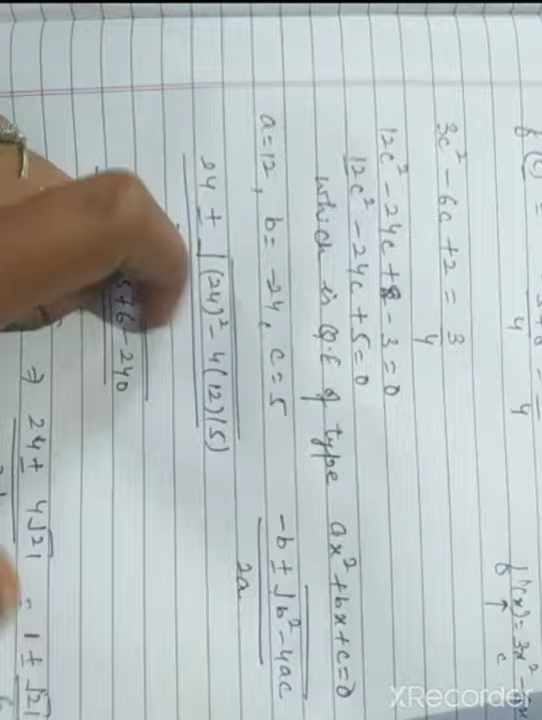 f'(c) =
3c² - 6c + 2 = 3/4
12c² - 24c + 8 - 3 = 0
12c² - 24c + 5 = 0
which is Q.E of type ax² + bx + c = 0
a = 12, b = -24, c = 5
-b ± √b² - 4ac
2a
24 ± √(24)² - 4(12)(5)
6 - 240
⇒ 24 ± 4√21 = 1 ± √21
f'(x) = 3x² -
↑
c
XRecorder